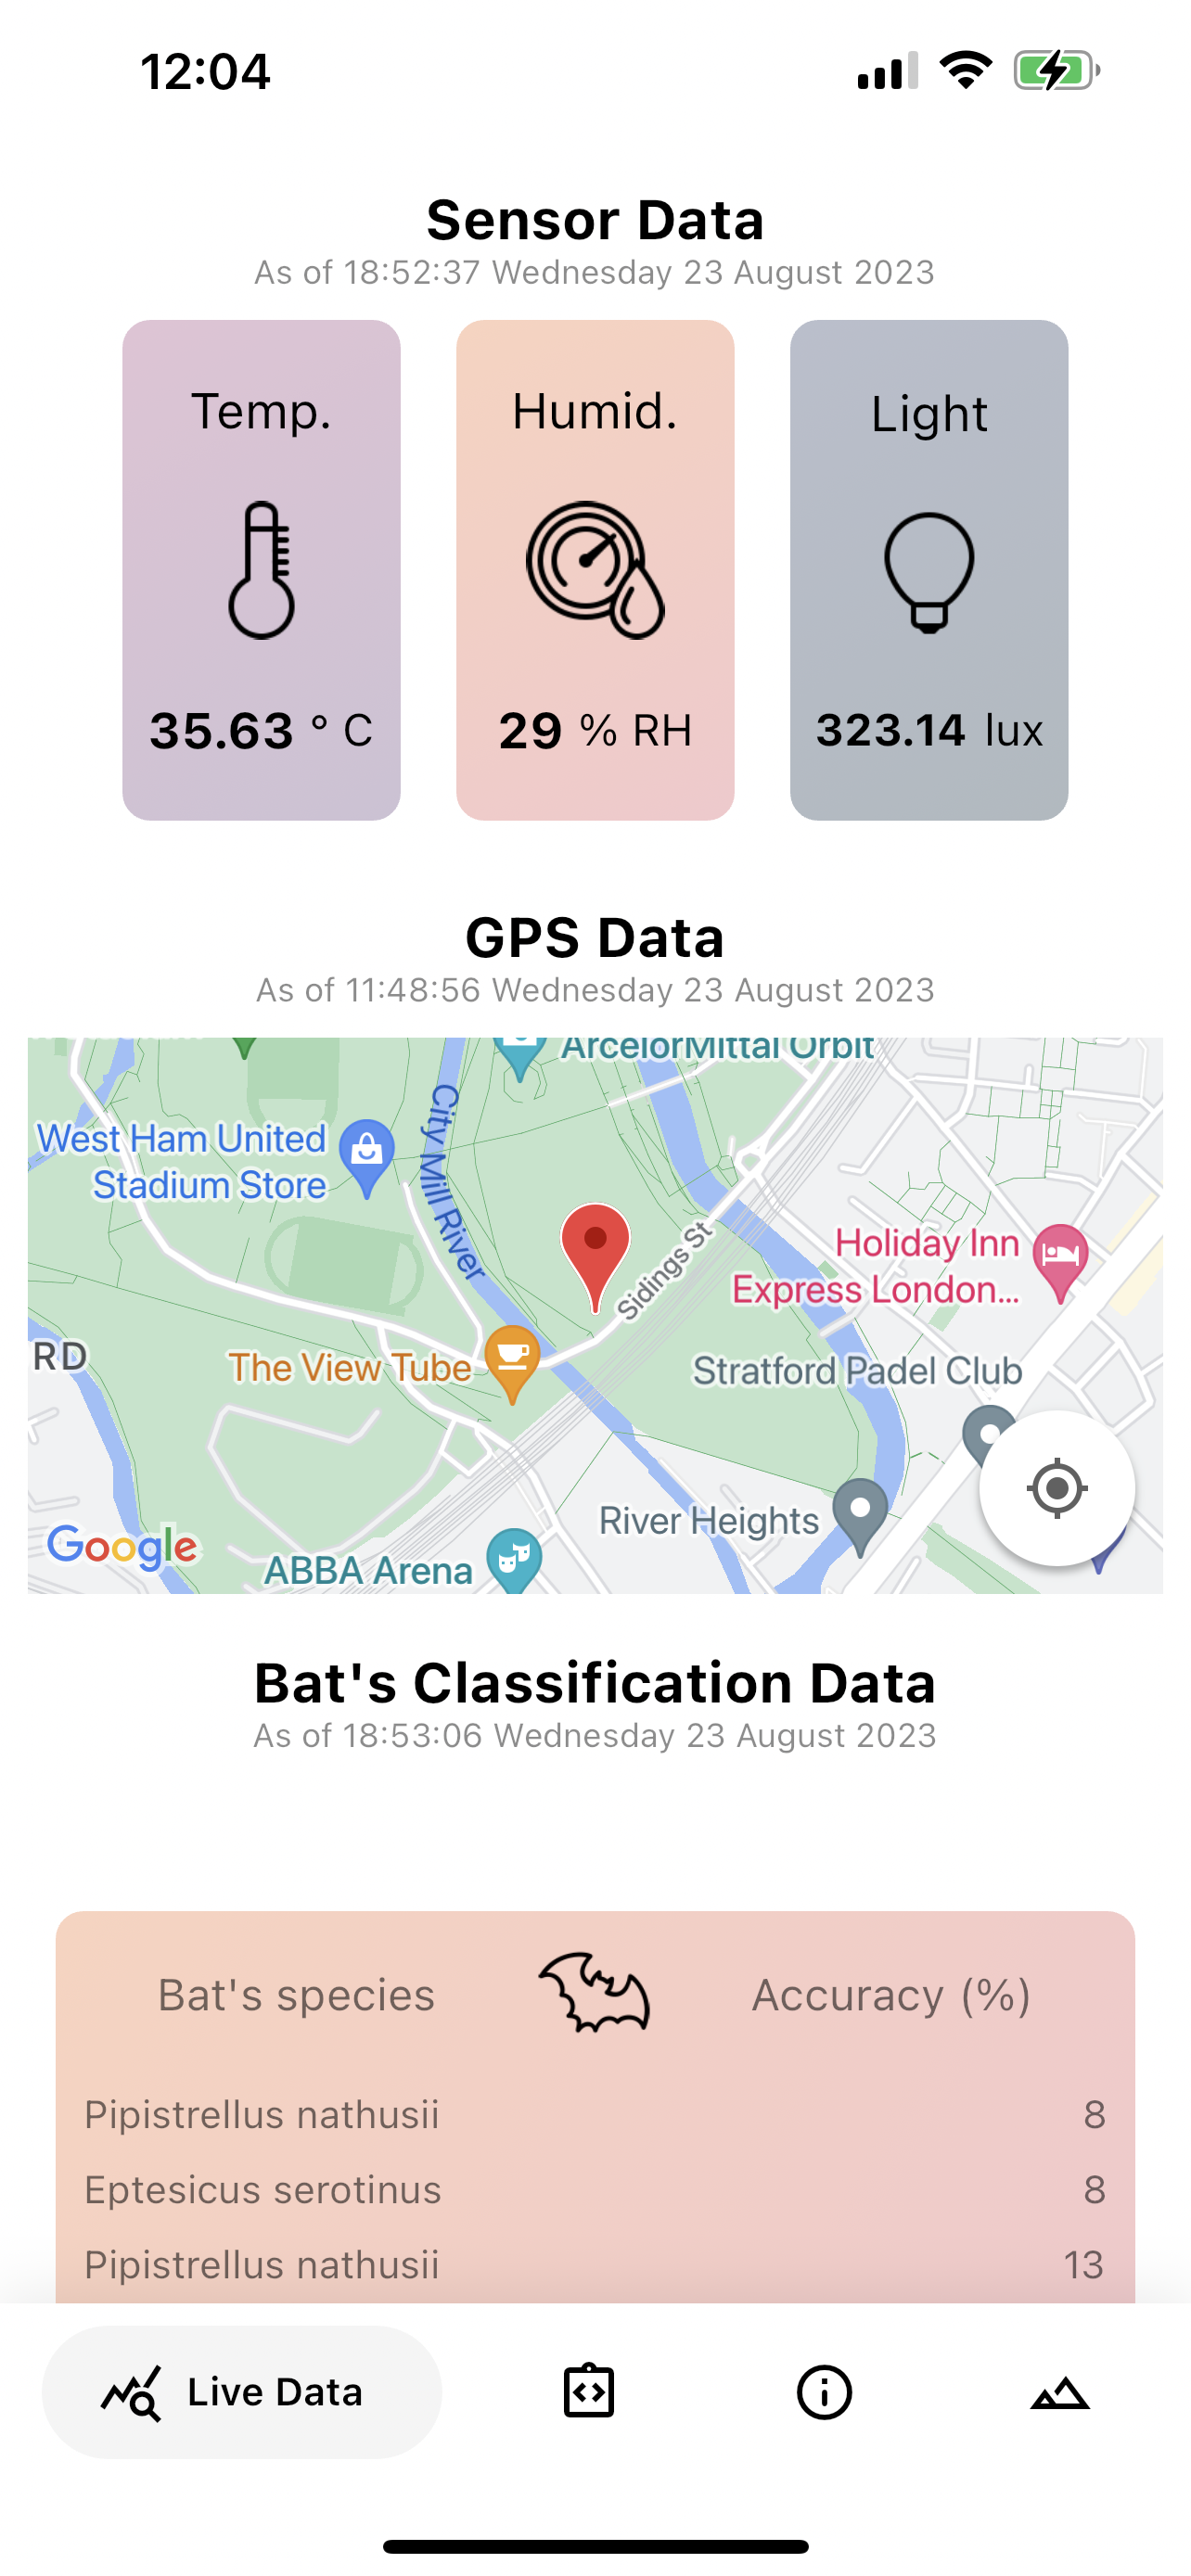 12:04
Sensor Data
As of 18:52:37 Wednesday 23 August 2023
Temp.
Humid.
Light
35.63 ° C
29 % RH
323.14 lux
GPS Data
As of 11:48:56 Wednesday 23 August 2023
ArcelorMittal Orbit
West Ham United
Stadium Store
City Mill River
Sidings St
Holiday Inn
Express London...
RD
The View Tube
Stratford Padel Club
River Heights
Google
ABBA Arena
Bat's Classification Data
As of 18:53:06 Wednesday 23 August 2023
Bat's species
Accuracy (%)
Pipistrellus nathusii 8
Eptesicus serotinus 8
Pipistrellus nathusii 13
Live Data